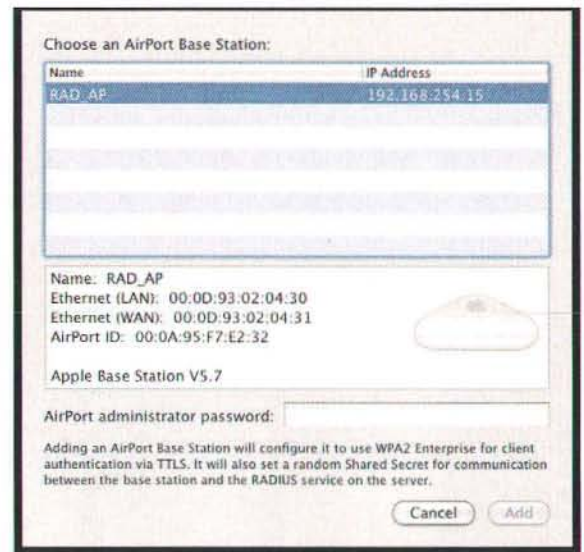 Choose an AirPort Base Station:
Name IP Address
RAD_AP 192.168.254.15
Name: RAD_AP
Ethernet (LAN): 00:0D:93:02:04:30
Ethernet (WAN): 00:0D:93:02:04:31
AirPort ID: 00:0A:95:F7:E2:32
Apple Base Station V5.7
AirPort administrator password:
Adding an AirPort Base Station will configure it to use WPA2 Enterprise for client
authentication via TTLS. It will also set a random Shared Secret for communication
between the base station and the RADIUS service on the server.
Cancel Add